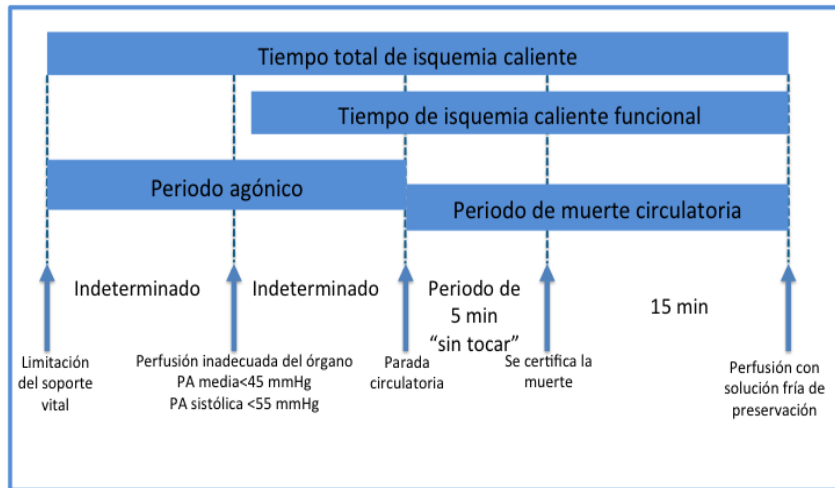 Tiempo total de isquemia caliente
Tiempo de isquemia caliente funcional
Periodo agónico
Periodo de muerte circulatoria
Indeterminado
Indeterminado
Periodo de
5 min
“sin tocar”
15 min
Limitación
del soporte
vital
Perfusión inadecuada del órgano
PA media<45 mmHg
PA sistólica <55 mmHg
Parada
circulatoria
Se certifica la
muerte
Perfusión con
solución fría de
preservación